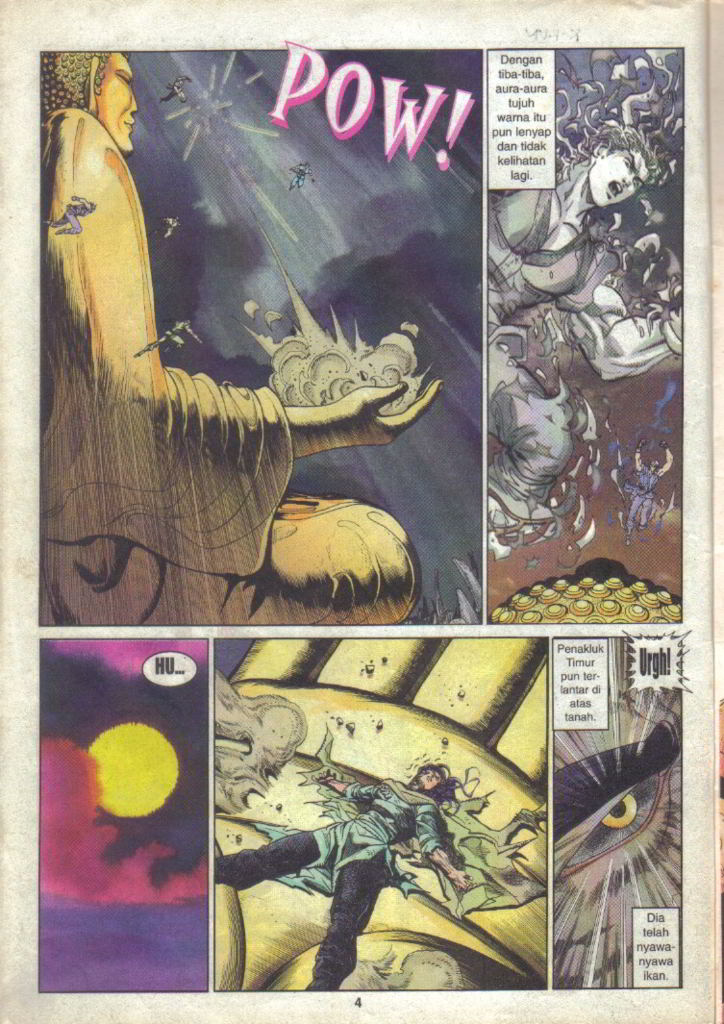 POW!
Dengan
tiba-tiba,
aura-aura
tujuh
warna itu
pun lenyap
dan tidak
kelihatan
lagi.
HU...
Penakluk
Timur
pun ter-
lantar di
atas
tanah.
Urgh!
Dia
telah
nyawa-
nyawa
ikan.
4